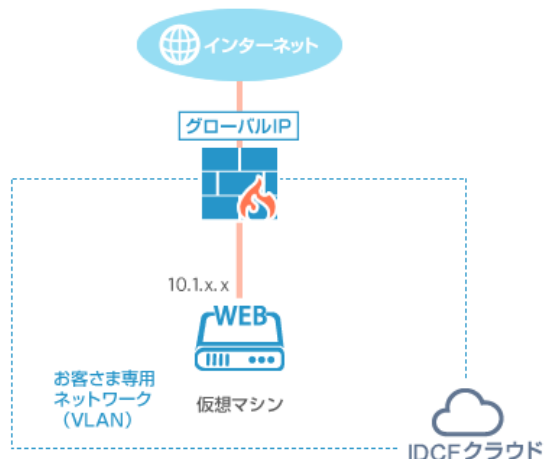 インターネット
グローバルIP
10.1.x.x
WEB
お客さま専用
ネットワーク
（VLAN）
仮想マシン
IDCFクラウド